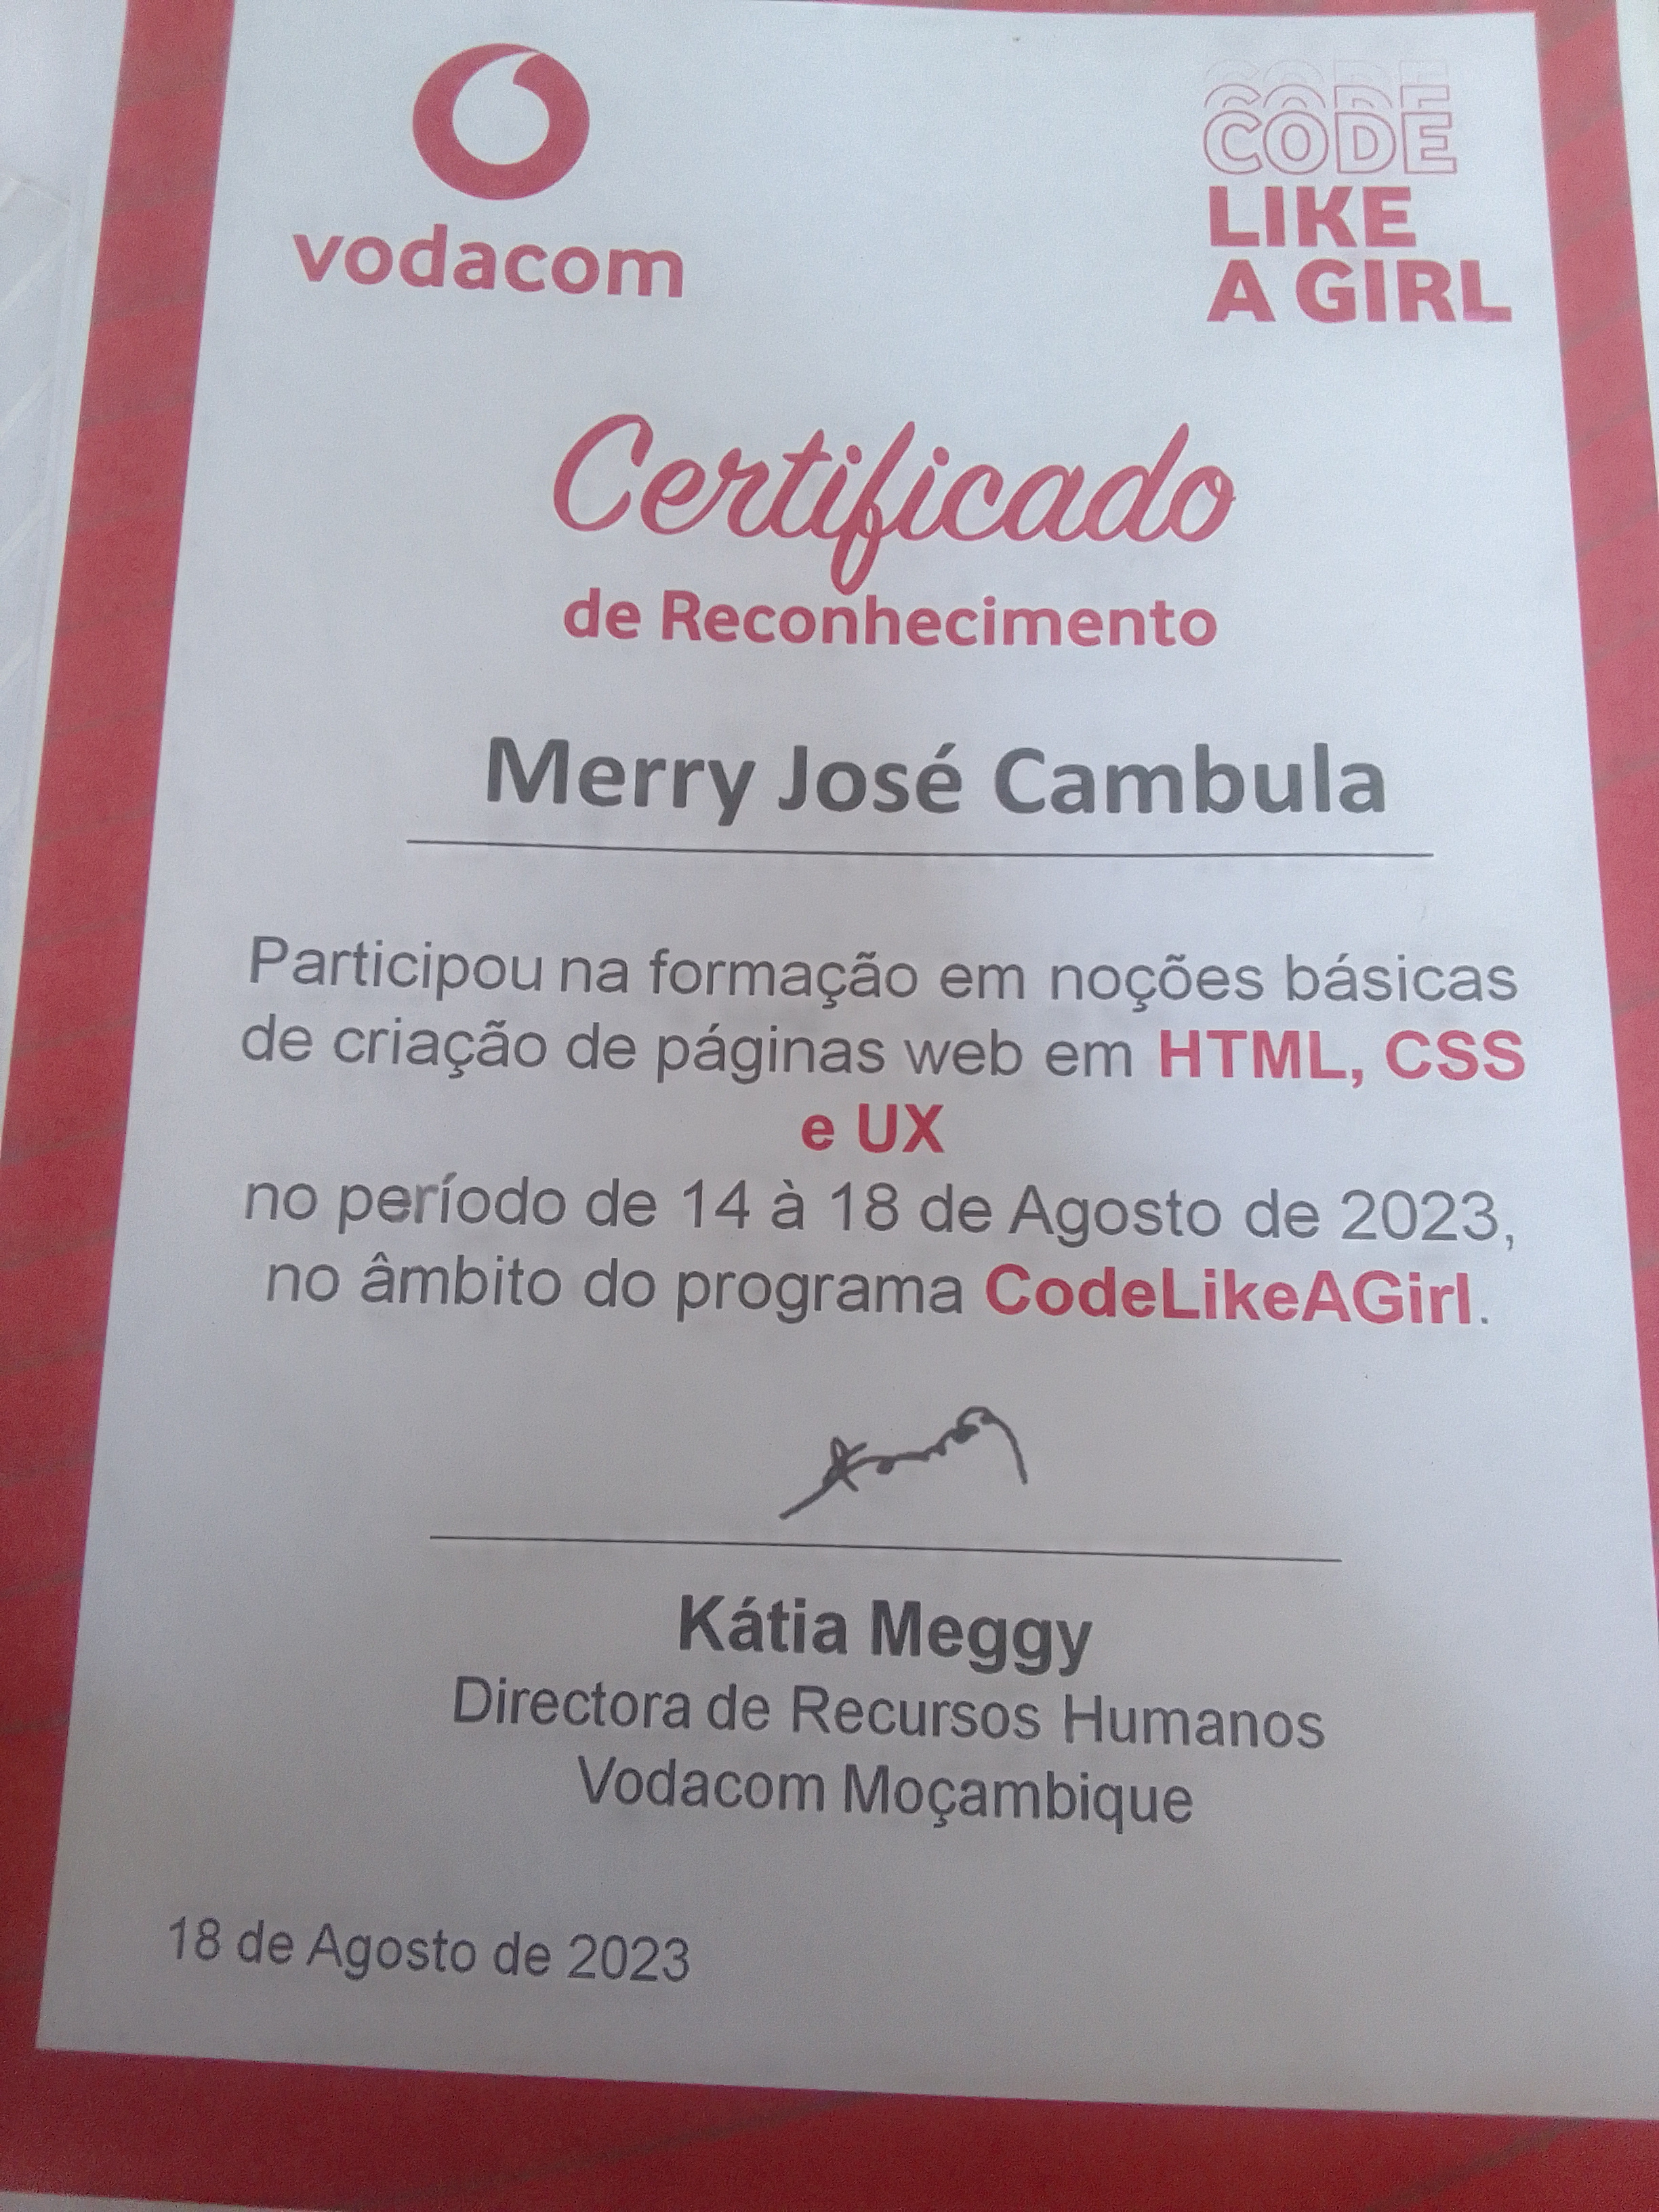 vodacom
CODE
CODE
LIKE
A GIRL
Certificado
de Reconhecimento
Merry José Cambula
Participou na formação em noções básicas
de criação de páginas web em HTML, CSS
e UX
no período de 14 à 18 de Agosto de 2023,
no âmbito do programa CodeLikeAGirl.
Kátia Meggy
Directora de Recursos Humanos
Vodacom Moçambique
18 de Agosto de 2023